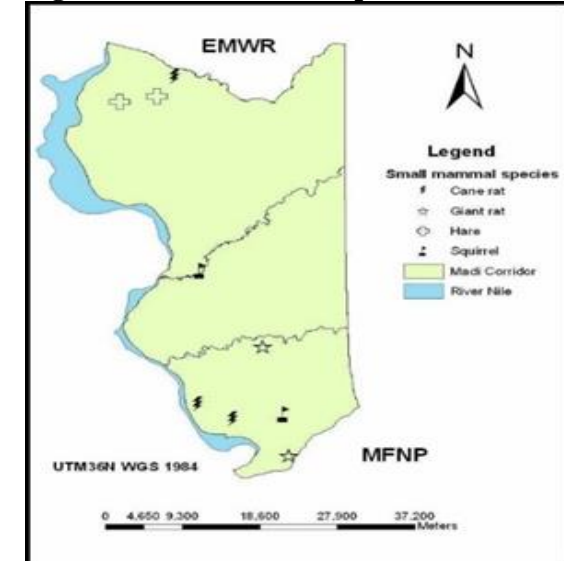 EMWR
N
Legend
Small mammal species
Cane rat
Giant rat
Hare
Squirrel
Madi Corridor
River Nile
MFNP
UTM36N WGS 1984
0 4,650 9,300 18,600 27,900 37,200
Meters